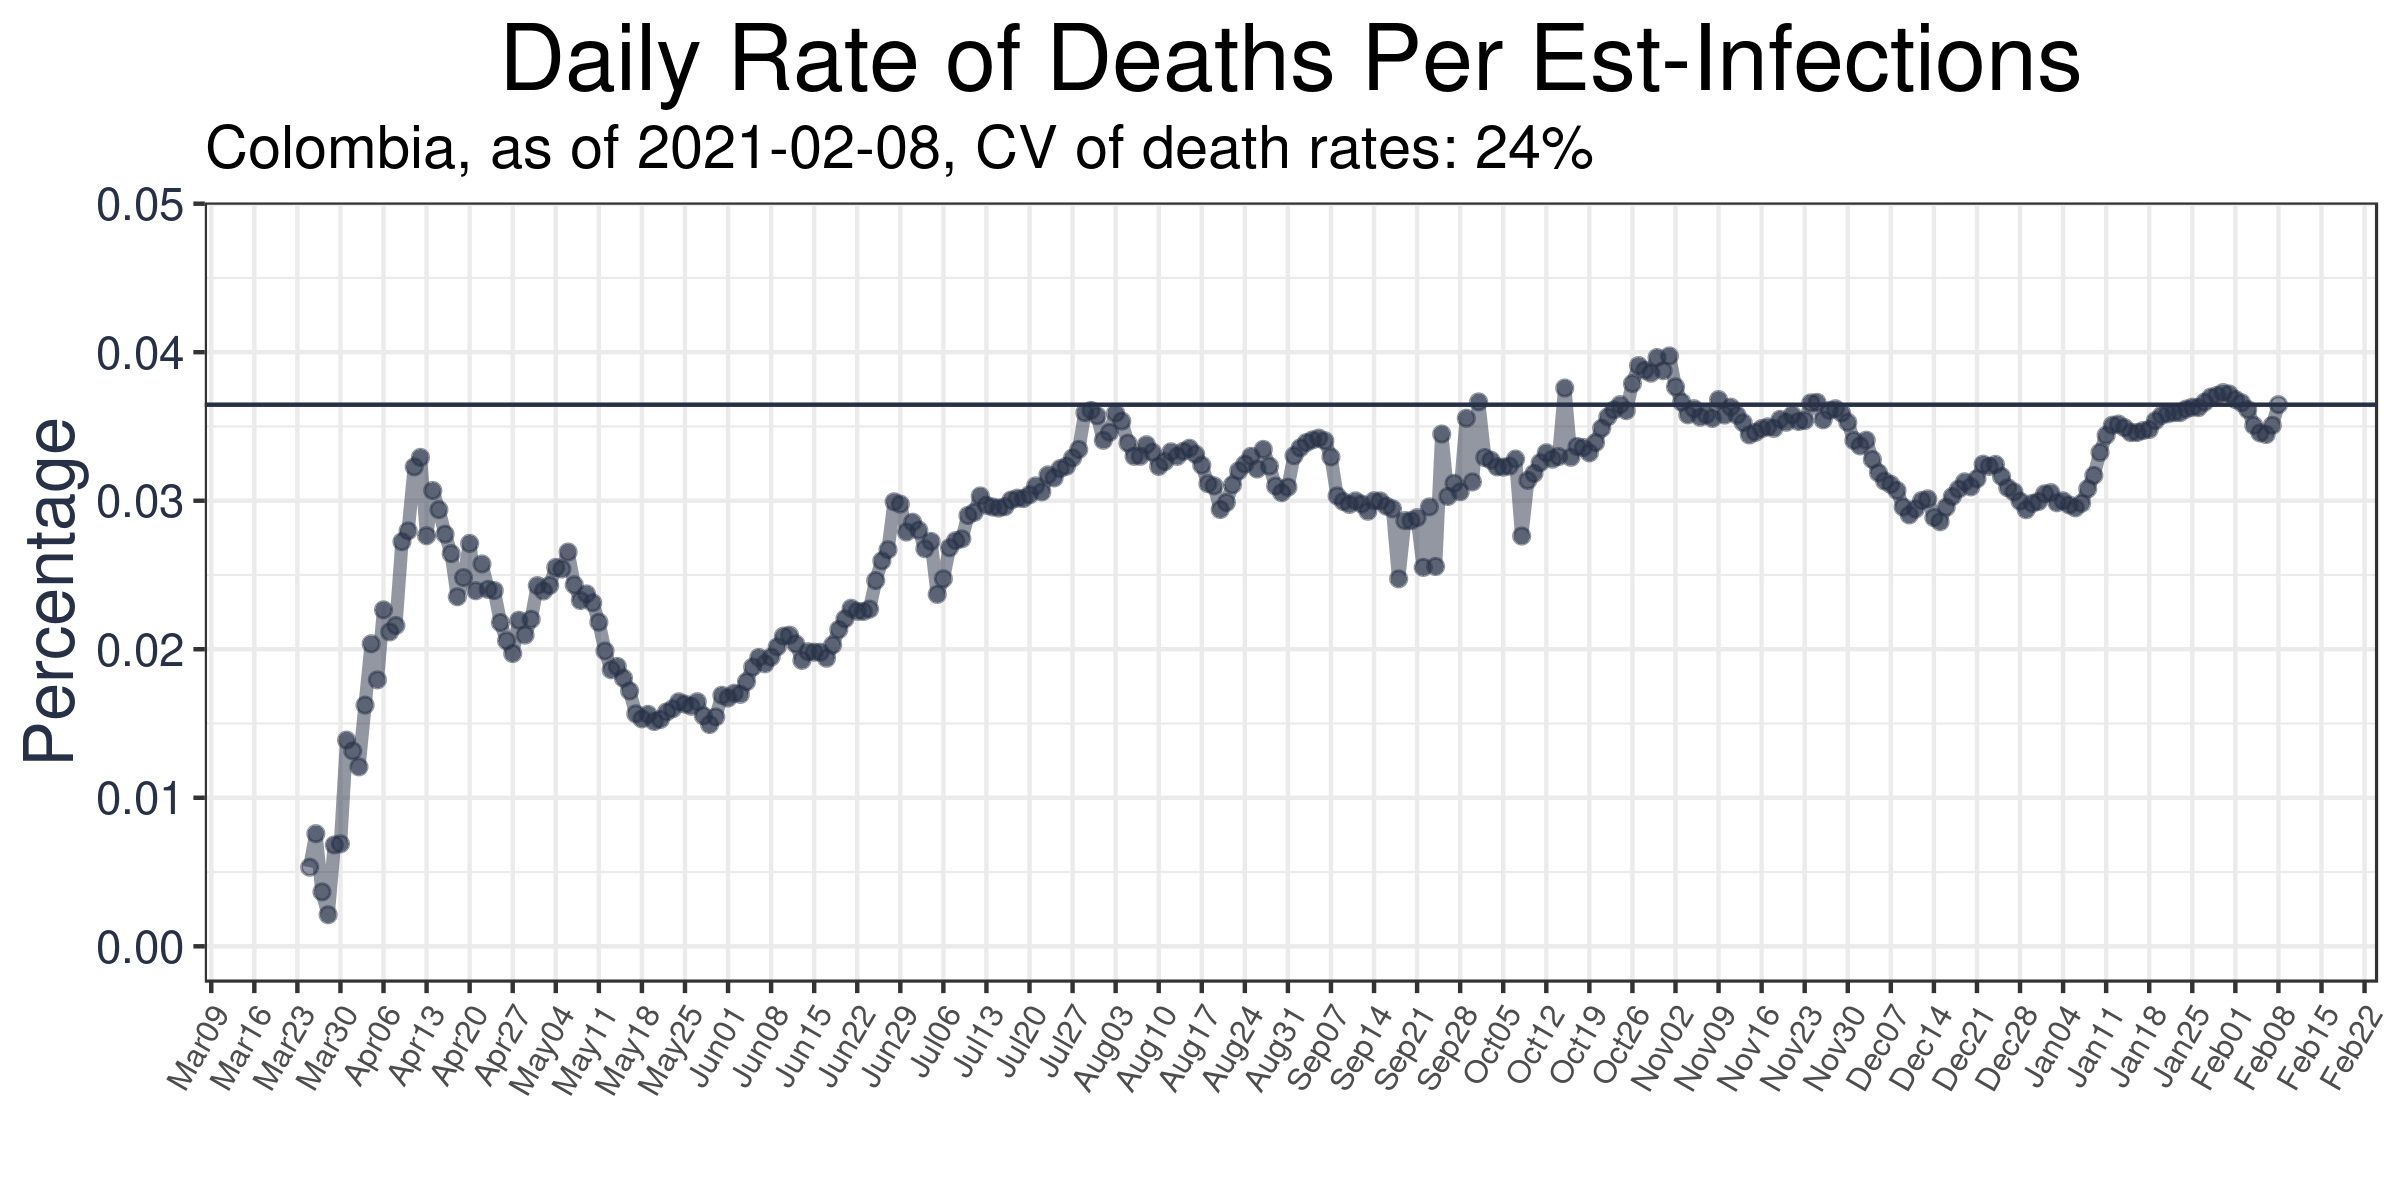 Daily Rate of Deaths Per Est-Infections
Colombia, as of 2021-02-08, CV of death rates: 24%
Percentage
0.05
0.04
0.03
0.02
0.01
0.00
Mar09
Mar16
Mar23
Mar30
Apr06
Apr13
Apr20
Apr27
May04
May11
May18
May25
Jun01
Jun08
Jun15
Jun22
Jun29
Jul06
Jul13
Jul20
Jul27
Aug03
Aug10
Aug17
Aug24
Aug31
Sep07
Sep14
Sep21
Sep28
Oct05
Oct12
Oct19
Oct26
Nov02
Nov09
Nov16
Nov23
Nov30
Dec07
Dec14
Dec21
Dec28
Jan04
Jan11
Jan18
Jan25
Feb01
Feb08
Feb15
Feb22